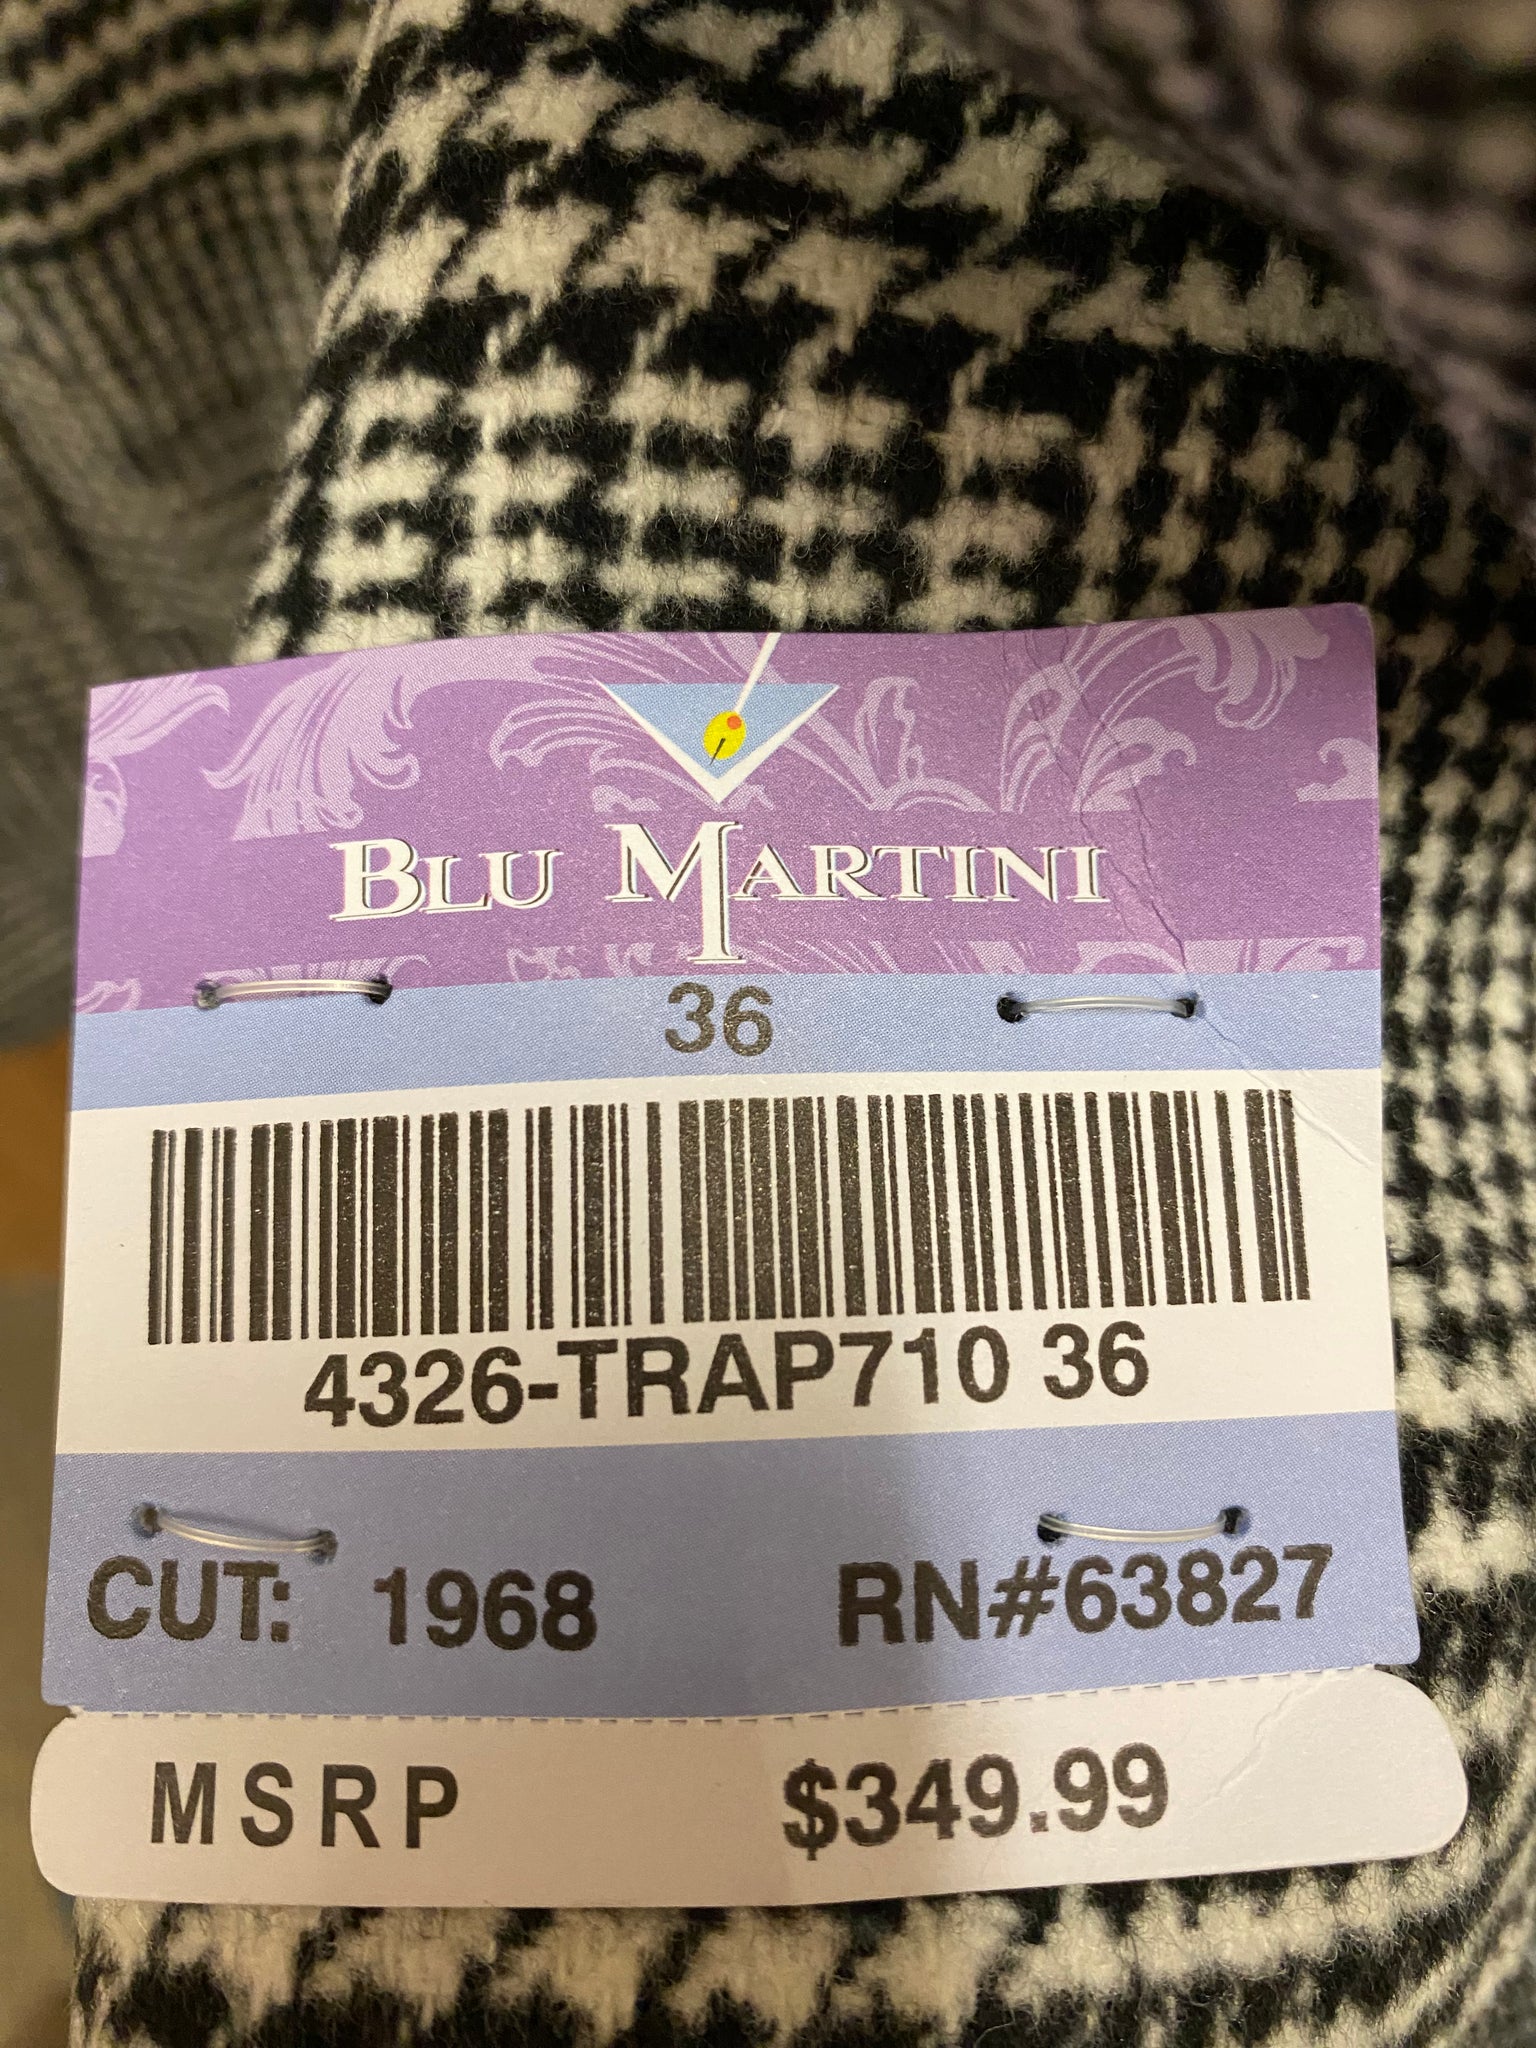 BLU MARTINI
36
4326-TRAP710 36
CUT: 1968 RN#63827
MSRP $349.99